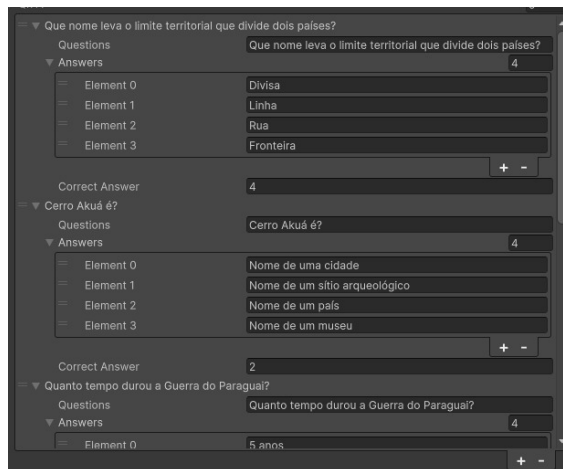 Que nome leva o limite territorial que divide dois países?
Questions Que nome leva o limite territorial que divide dois países?
Answers 4
Element 0 Divisa
Element 1 Linha
Element 2 Rua
Element 3 Fronteira
+ -
Correct Answer 4
Cerro Akuá é?
Questions Cerro Akuá é?
Answers 4
Element 0 Nome de uma cidade
Element 1 Nome de um sítio arqueológico
Element 2 Nome de um país
Element 3 Nome de um museu
+ -
Correct Answer 2
Quanto tempo durou a Guerra do Paraguai?
Questions Quanto tempo durou a Guerra do Paraguai?
Answers 4
Element 0 5 anos
+ -